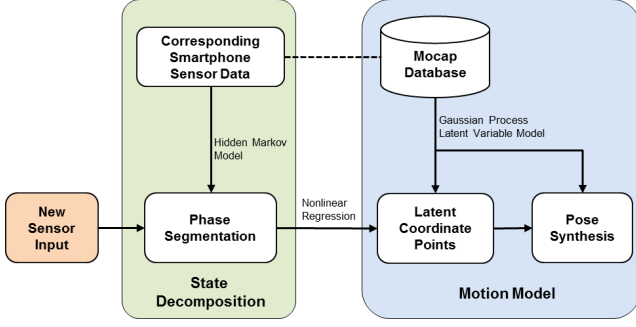 Corresponding
Smartphone
Sensor Data
Mocap
Database
Hidden Markov
Model
Gaussian Process
Latent Variable Model
New
Sensor
Input
Phase
Segmentation
Nonlinear
Regression
Latent
Coordinate
Points
Pose
Synthesis
State
Decomposition
Motion Model